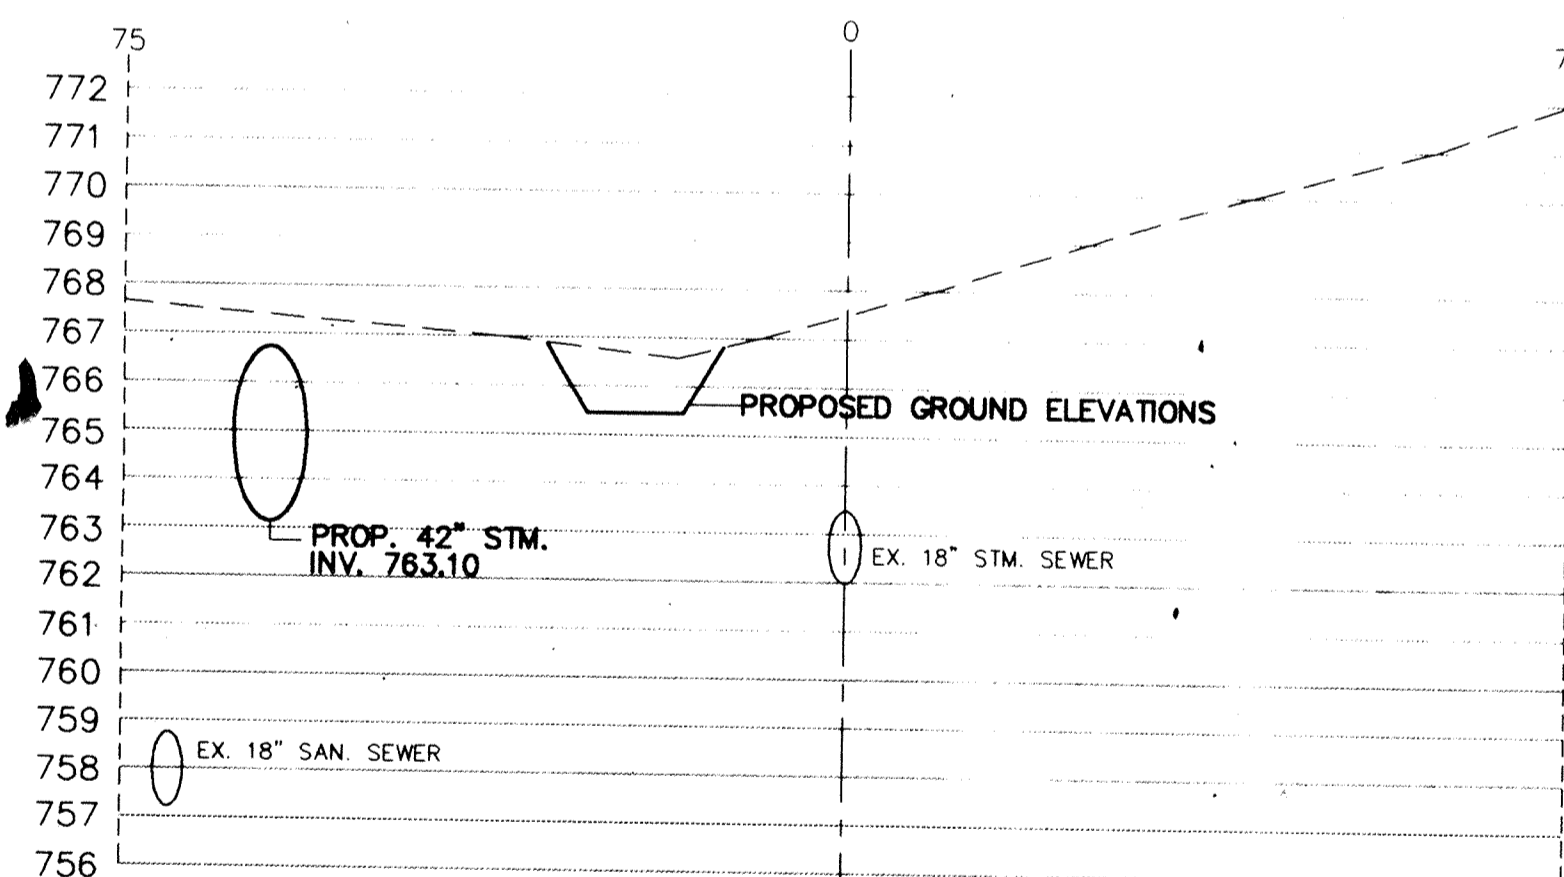 75 0 7
772
771
770
769
768
767
766
PROPOSED GROUND ELEVATIONS
765
764
763
PROP. 42" STM.
INV. 763.10
EX. 18" STM. SEWER
762
761
760
759
EX. 18" SAN. SEWER
758
757
756